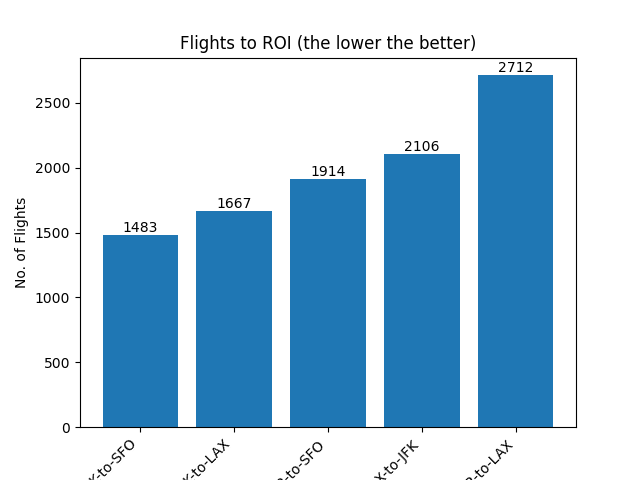 Flights to ROI (the lower the better)
No. of Flights
2500
2000
1500
1000
500
0
1483
1667
1914
2106
2712
-to-SFO
-to-LAX
-to-SFO
X-to-JFK
-to-LAX